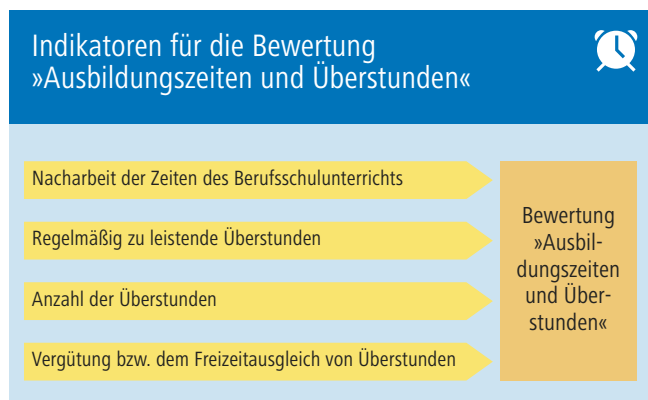 Indikatoren für die Bewertung
»Ausbildungszeiten und Überstunden«
Nacharbeit der Zeiten des Berufsschulunterrichts
Regelmäßig zu leistende Überstunden
Anzahl der Überstunden
Vergütung bzw. dem Freizeitausgleich von Überstunden
Bewertung
»Ausbil-
dungszeiten
und Über-
stunden«